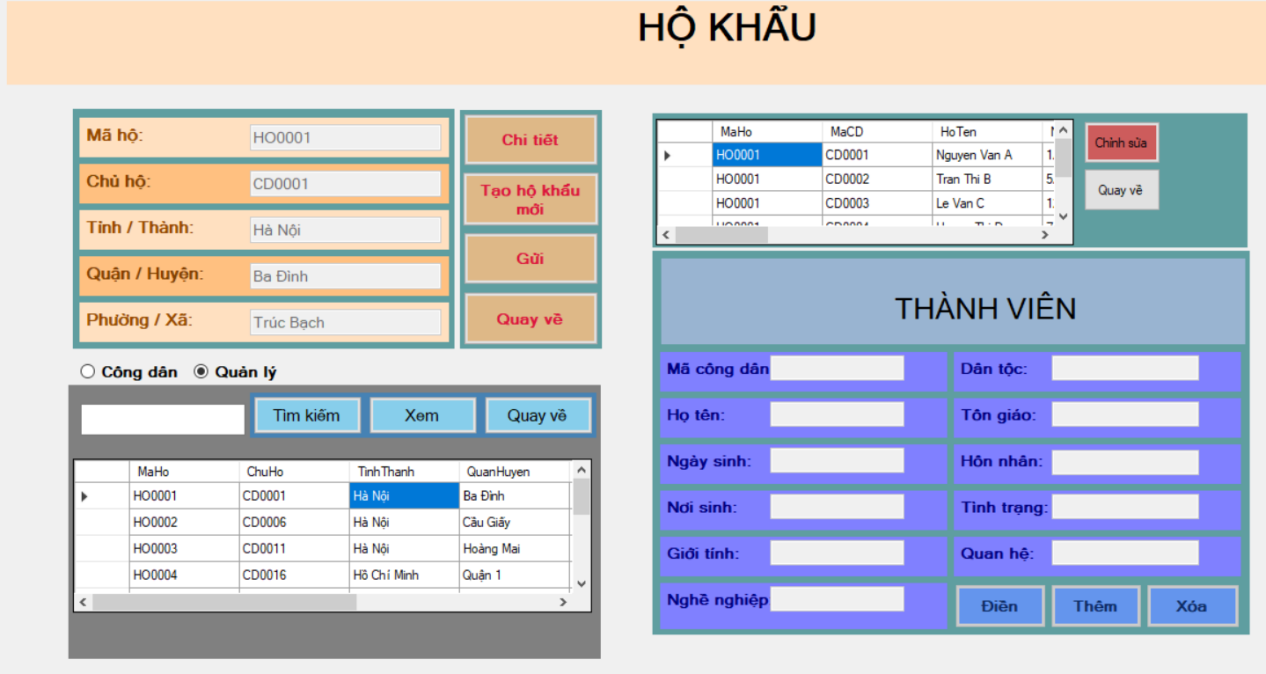 HỘ KHẨU
Mã hộ: HO0001
Chủ hộ: CD0001
Tỉnh / Thành: Hà Nội
Quận / Huyện: Ba Đình
Phường / Xã: Trúc Bạch
Chi tiết
Tạo hộ khẩu
mới
Gửi
Quay về
Công dân Quản lý
Tìm kiếm Xem Quay về
MaHo ChuHo TinhThanh QuanHuyen
HO0001 CD0001 Hà Nội Ba Đình
HO0002 CD0006 Hà Nội Cầu Giấy
HO0003 CD0011 Hà Nội Hoàng Mai
HO0004 CD0016 Hồ Chí Minh Quận 1
MaHo MaCD HoTen
HO0001 CD0001 Nguyen Van A 1.
HO0001 CD0002 Tran Thi B 5.
HO0001 CD0003 Le Van C 1.
Chỉnh sửa
Quay về
THÀNH VIÊN
Mã công dân Dân tộc:
Họ tên: Tôn giáo:
Ngày sinh: Hôn nhân:
Nơi sinh: Tình trạng:
Giới tính: Quan hệ:
Nghề nghiệp Điền Thêm Xóa